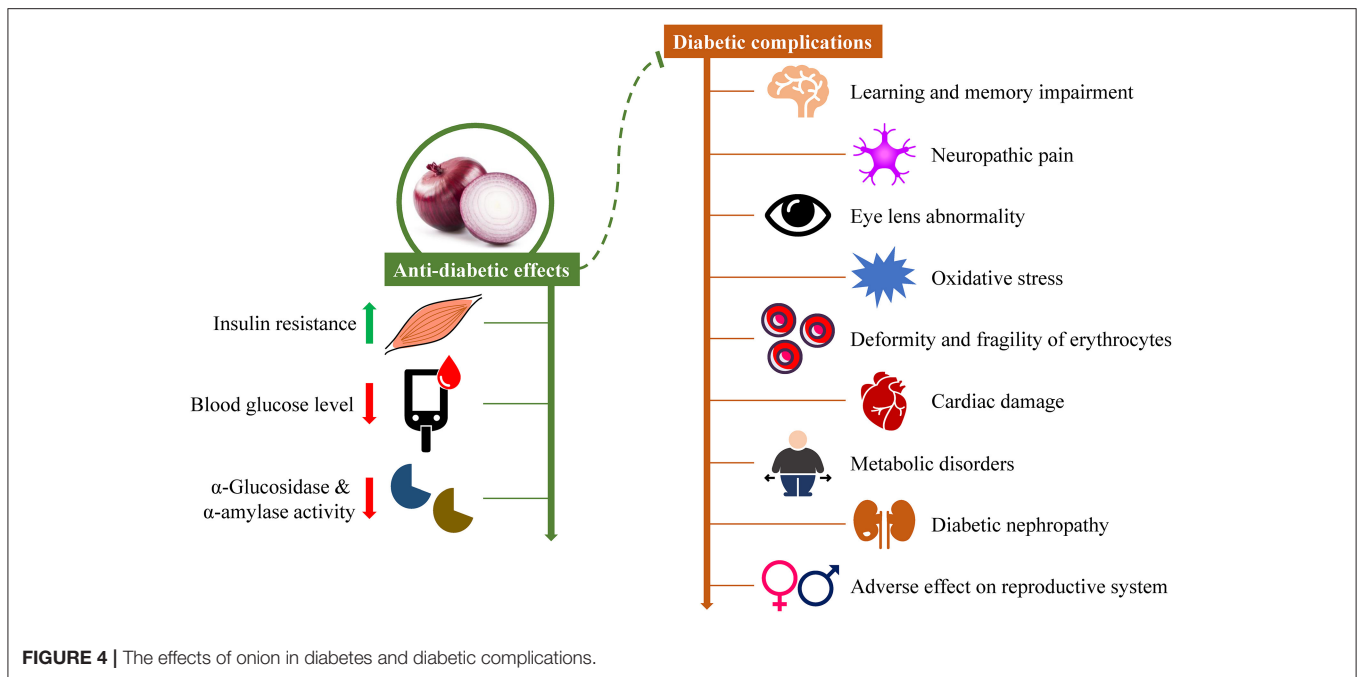 Diabetic complications
Learning and memory impairment
Neuropathic pain
Eye lens abnormality
Oxidative stress
Deformity and fragility of erythrocytes
Cardiac damage
Metabolic disorders
Diabetic nephropathy
Adverse effect on reproductive system
Anti-diabetic effects
Insulin resistance
Blood glucose level
α-Glucosidase &
α-amylase activity
FIGURE 4 | The effects of onion in diabetes and diabetic complications.